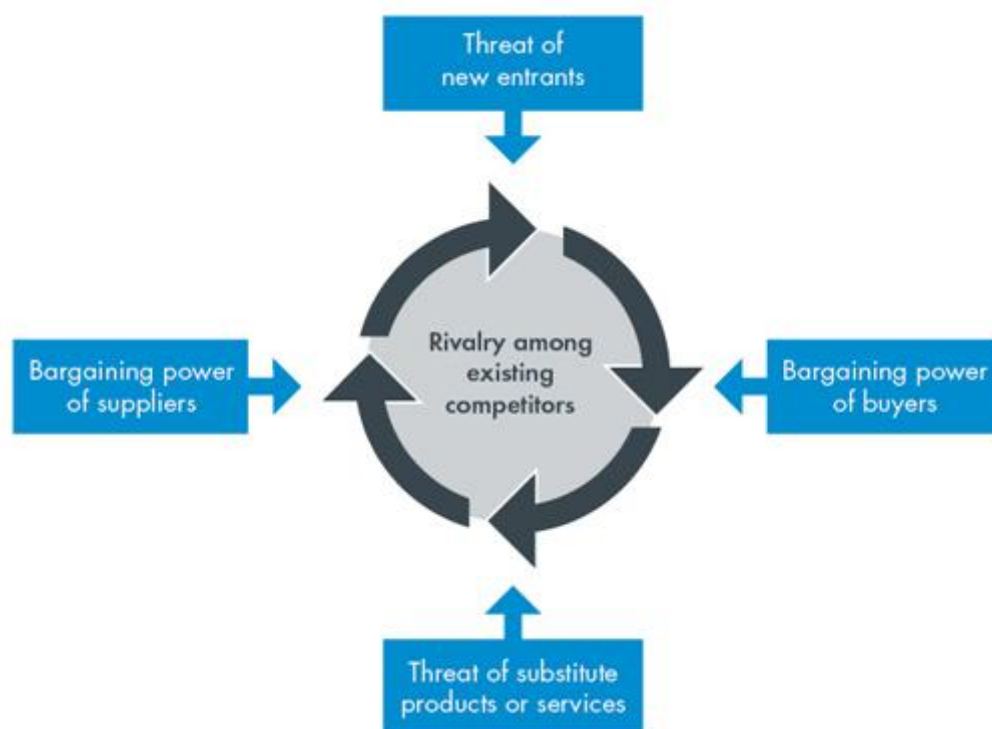 Threat of
new entrants
Bargaining power
of suppliers
Rivalry among
existing
competitors
Bargaining power
of buyers
Threat of substitute
products or services